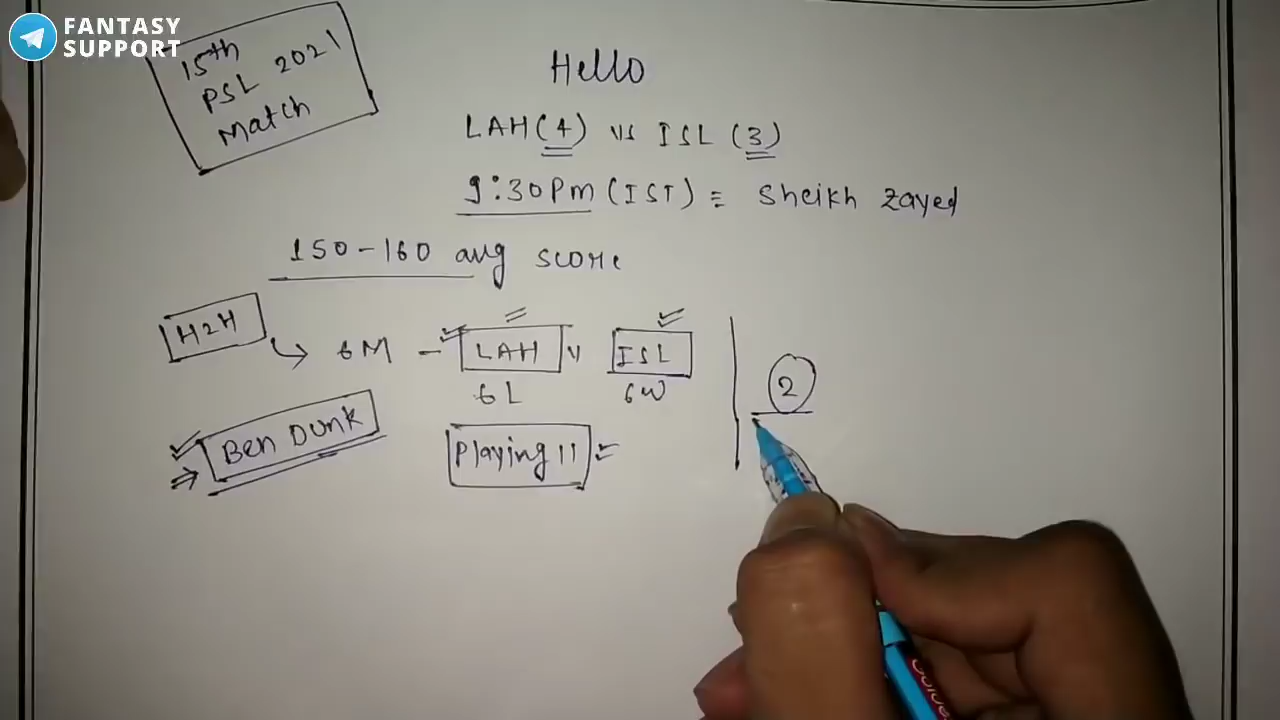 FANTASY
SUPPORT
15th
PSL 2021
Match
Hello
LAH(4) vs ISL (3)
9:30Pm (IST) = Sheikh Zayed
150-160 avg score
H2H
6M - LAH v ISL
6L 6W
2
Ben Dunk
Playing 11